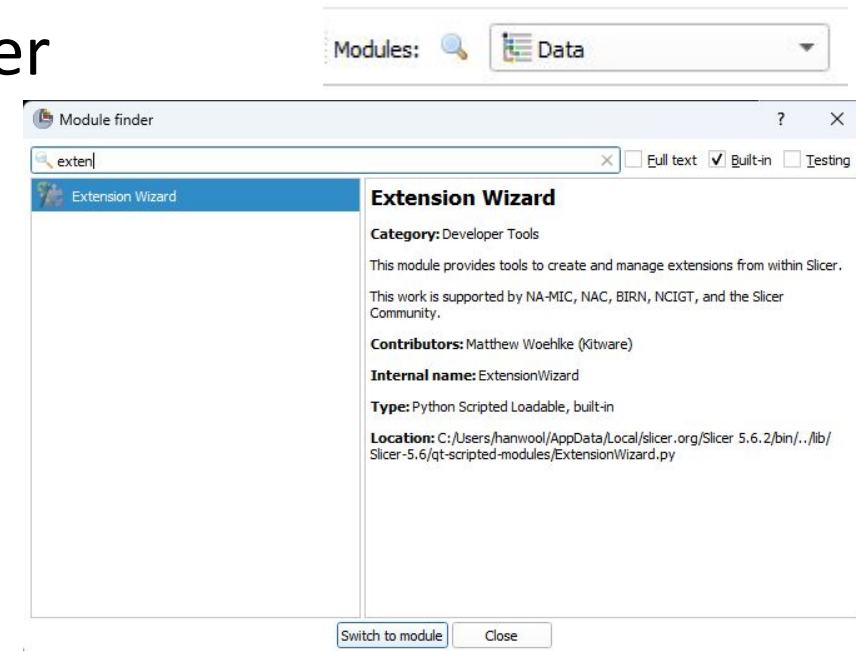 er
Modules: Data
Module finder ?
exten Full text Built-in Testing
Extension Wizard
Extension Wizard
Category: Developer Tools
This module provides tools to create and manage extensions from within Slicer.
This work is supported by NA-MIC, NAC, BIRN, NCIGT, and the Slicer
Community.
Contributors: Matthew Woehlke (Kitware)
Internal name: ExtensionWizard
Type: Python Scripted Loadable, built-in
Location: C:/Users/hanwool/AppData/Local/slicer.org/Slicer 5.6.2/bin/../lib/
Slicer-5.6/qt-scripted-modules/ExtensionWizard.py
Switch to module Close